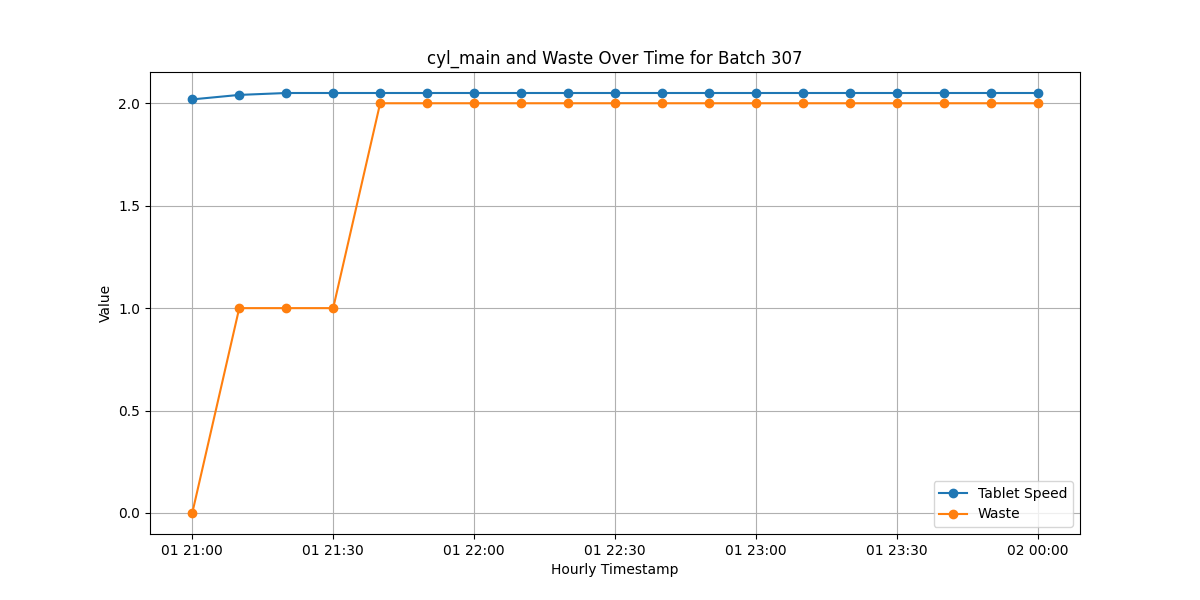 cyl_main and Waste Over Time for Batch 307
2.0
1.5
1.0
0.5
0.0
Value
Tablet Speed
Waste
01 21:00 01 21:30 01 22:00 01 22:30 01 23:00 01 23:30 02 00:00
Hourly Timestamp